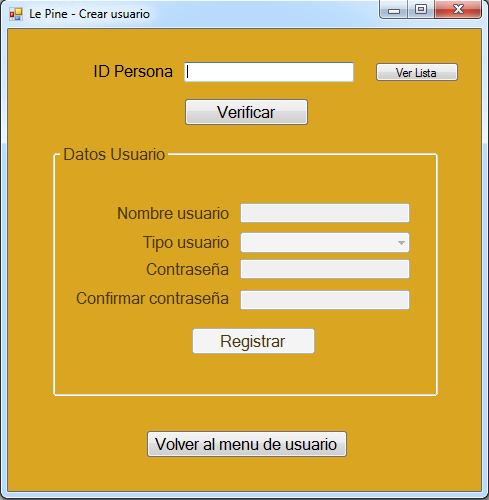 Le Pine - Crear usuario
ID Persona
Ver Lista
Verificar
Datos Usuario
Nombre usuario
Tipo usuario
Contraseña
Confirmar contraseña
Registrar
Volver al menu de usuario